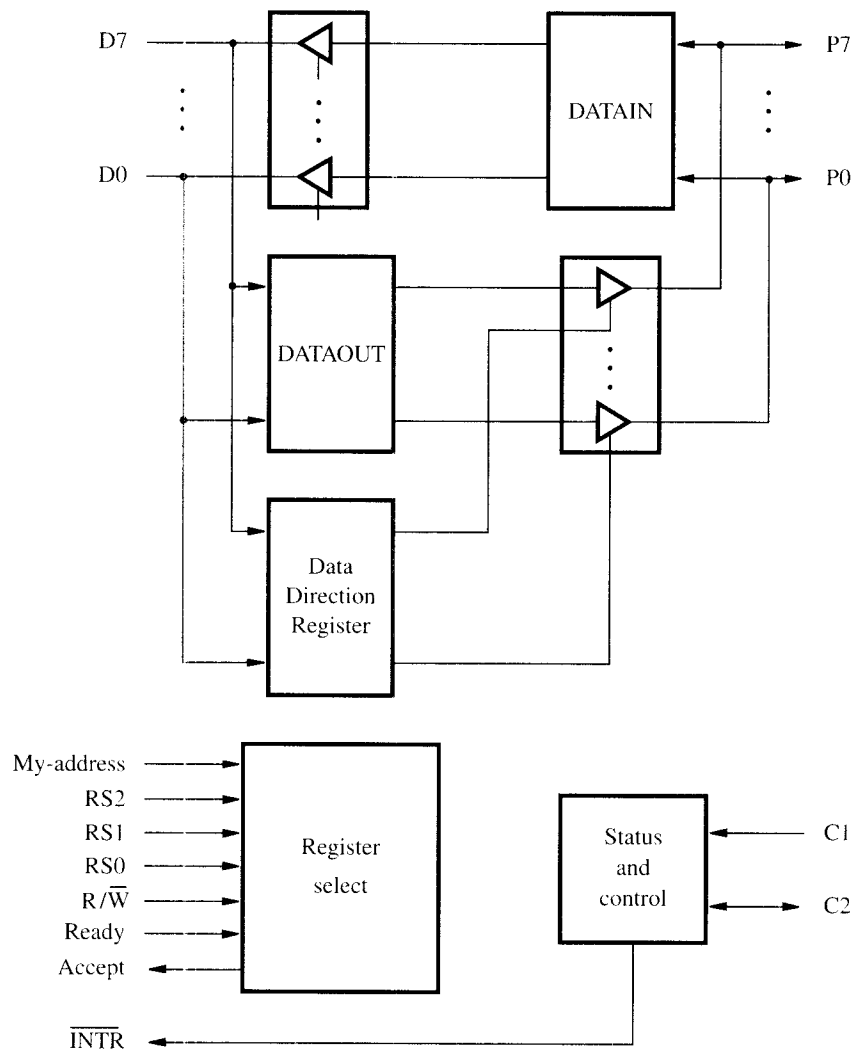 D7
DATAIN
P7
D0
P0
DATAOUT
Data
Direction
Register
My-address
RS2
RS1
RS0
R/W̅
Ready
Accept
Register
select
Status
and
control
C1
C2
I̅N̅T̅R̅